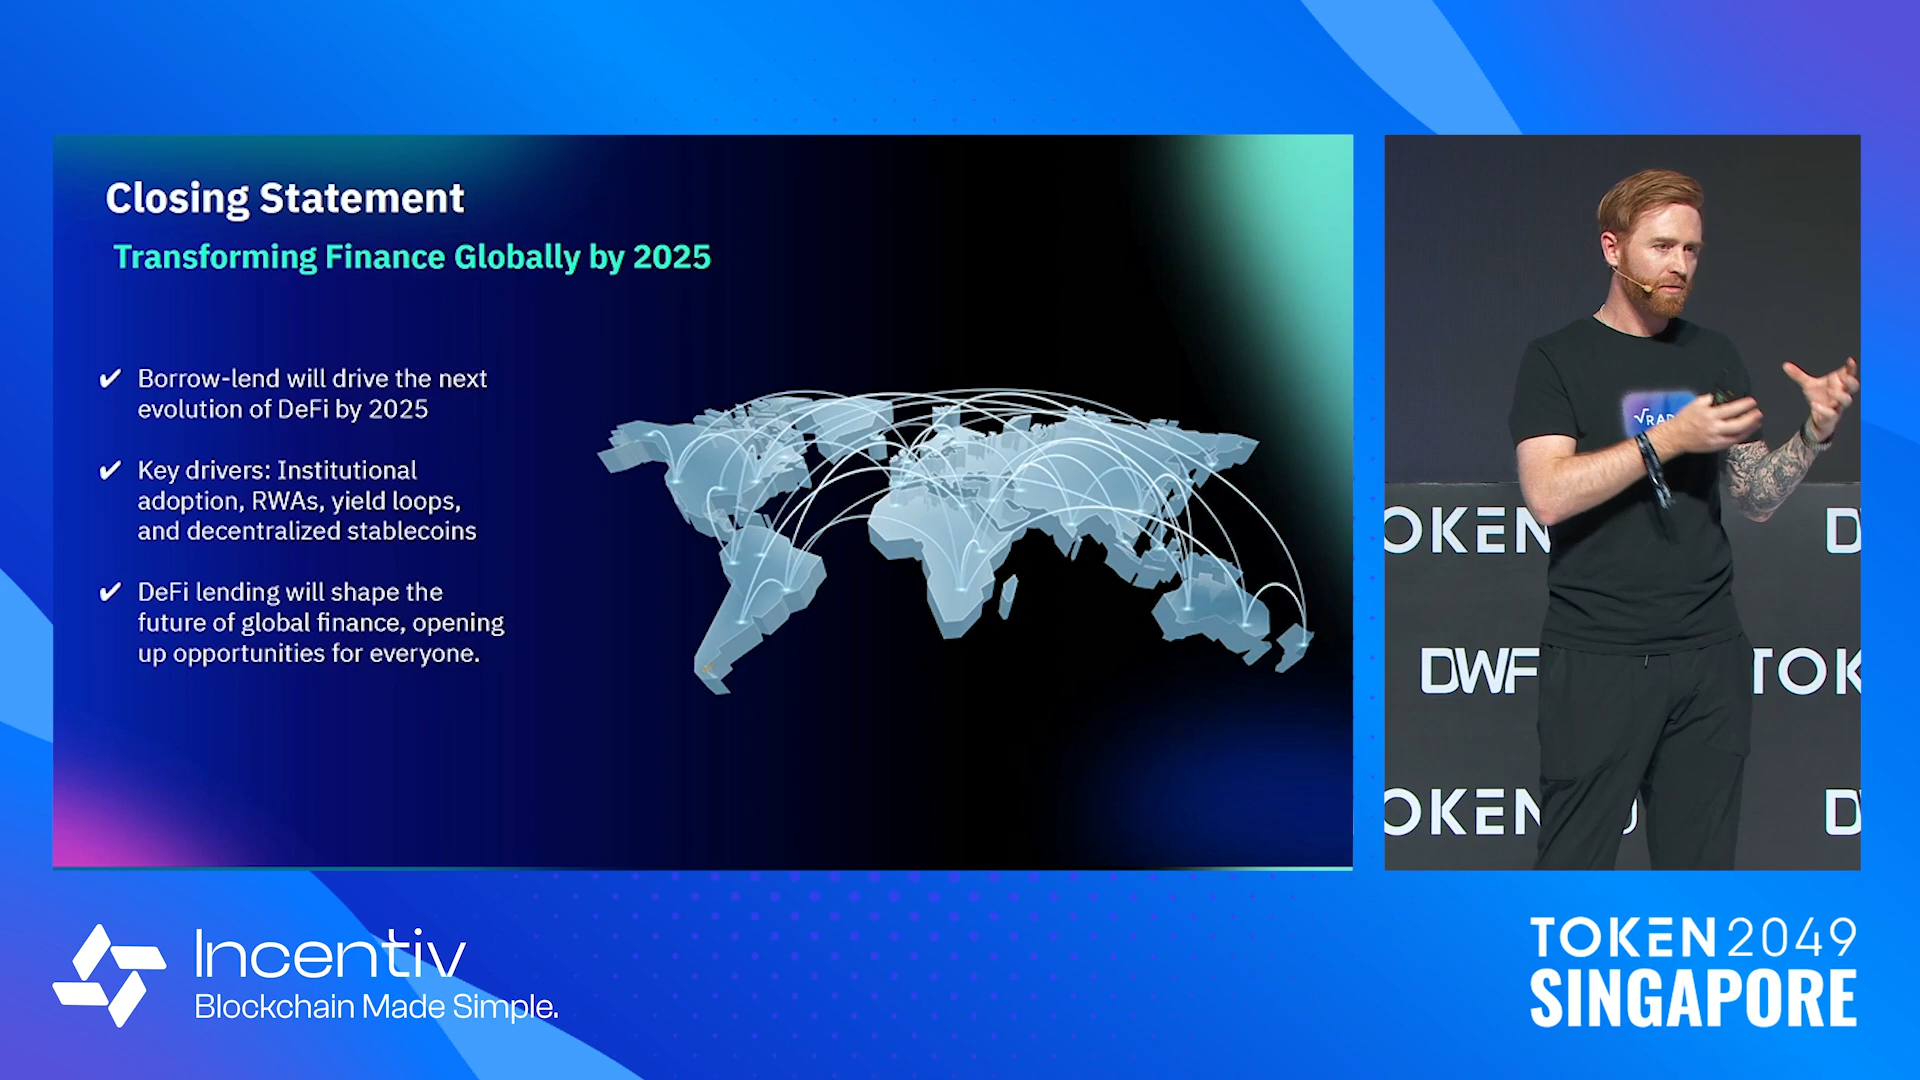 Closing Statement
Transforming Finance Globally by 2025
✔ Borrow-lend will drive the next
evolution of DeFi by 2025
✔ Key drivers: Institutional
adoption, RWAs, yield loops,
and decentralized stablecoins
✔ DeFi lending will shape the
future of global finance, opening
up opportunities for everyone.
√RAD
OKEN
D
DWF
TOK
OKEN
D
Incentiv
Blockchain Made Simple.
TOKEN2049
SINGAPORE